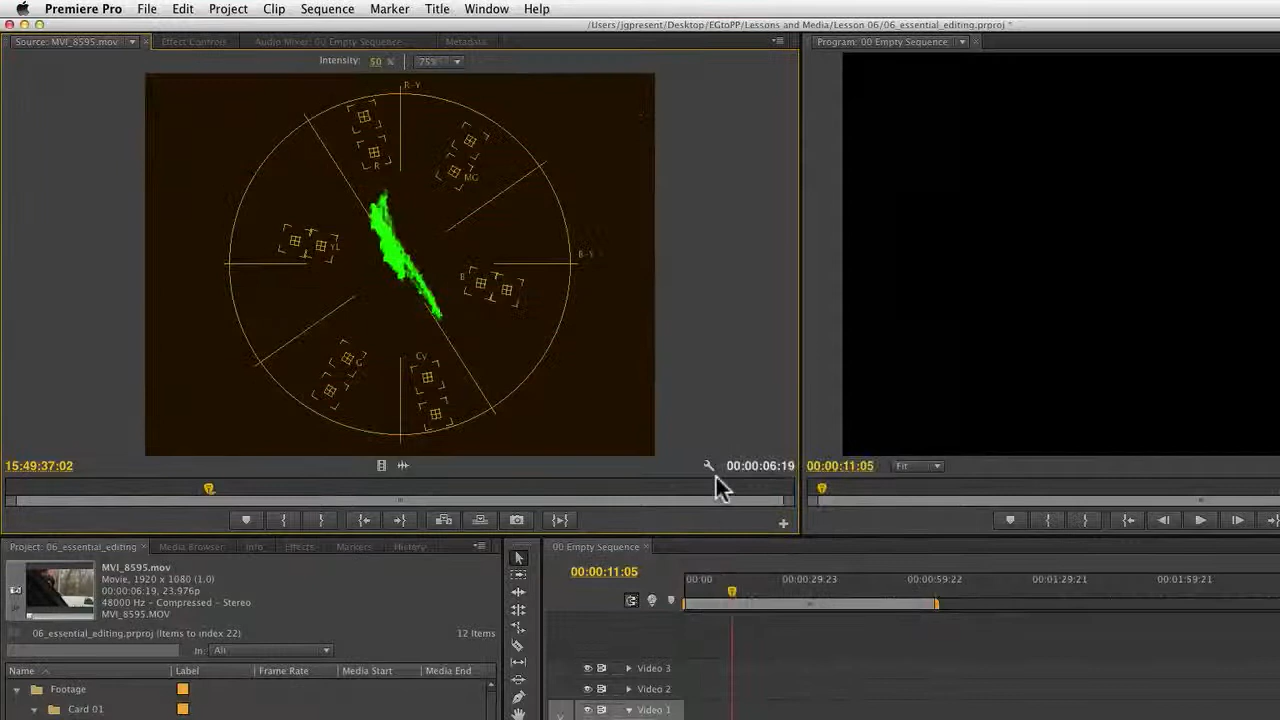 Premiere Pro File Edit Project Clip Sequence Marker Title Window Help
/Users/jgpresent/Desktop/EGtoPP/Lessons and Media/Lesson 06/06_essential_editing.prproj *
Source: MVI_8595.mov Effect Controls Audio Mixer: 00 Empty Sequence Metadata Program: 00 Empty Sequence
Intensity: 50 % 75%
R-Y
R
MG
YL
B-Y
B
CY
G
15:49:37:02 00:00:06:19 00:00:11:05 Fit
Project: 06_essential_editing Media Browser Info Effects Markers History 00 Empty Sequence
MVI_8595.mov
Movie, 1920 x 1080 (1.0)
00:00:06:19, 23.976p
48000 Hz - Compressed - Stereo
MVI_8595.MOV
00:00:11:05 00:00 00:00:29:23 00:00:59:22 00:01:29:21 00:01:59:21
06_essential_editing.prproj (Items to index 22) 12 Items
In: All
Name Label Frame Rate Media Start Media End
Footage
Card 01
Video 3
Video 2
Video 1